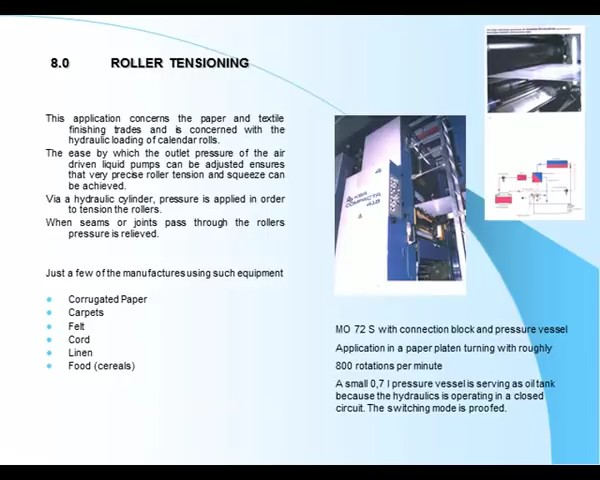 8.0 ROLLER TENSIONING
This application concerns the paper and textile
finishing trades and is concerned with the
hydraulic loading of calendar rolls.
The ease by which the outlet pressure of the air
driven liquid pumps can be adjusted ensures
that very precise roller tension and squeeze can
be achieved.
Via a hydraulic cylinder, pressure is applied in order
to tension the rollers.
When seams or joints pass through the rollers
pressure is relieved.
Just a few of the manufactures using such equipment
Corrugated Paper
Carpets
Felt
Cord
Linen
Food (cereals)
KBA
COMPACTA
418
MO 72 S with connection block and pressure vessel
Application in a paper platen turning with roughly
800 rotations per minute
A small 0,7 l pressure vessel is serving as oil tank
because the hydraulics is operating in a closed
circuit. The switching mode is proofed.